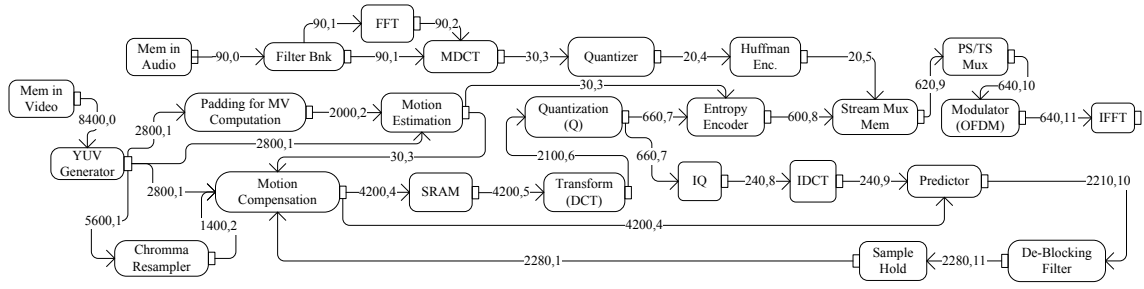 90,1
FFT
90,2
Mem in
Audio
90,0
Filter Bnk
90,1
MDCT
30,3
Quantizer
20,4
Huffman
Enc.
20,5
PS/TS
Mux
620,9
640,10
Mem in
Video
8400,0
Padding for MV
Computation
2000,2
Motion
Estimation
30,3
Quantization
(Q)
660,7
Entropy
Encoder
600,8
Stream Mux
Mem
Modulator
(OFDM)
640,11
IFFT
2800,1
YUV
Generator
2800,1
30,3
2100,6
660,7
2800,1
Motion
Compensation
4200,4
SRAM
4200,5
Transform
(DCT)
IQ
240,8
IDCT
240,9
Predictor
2210,10
5600,1
1400,2
4200,4
Chromma
Resampler
2280,1
Sample
Hold
2280,11
De-Blocking
Filter